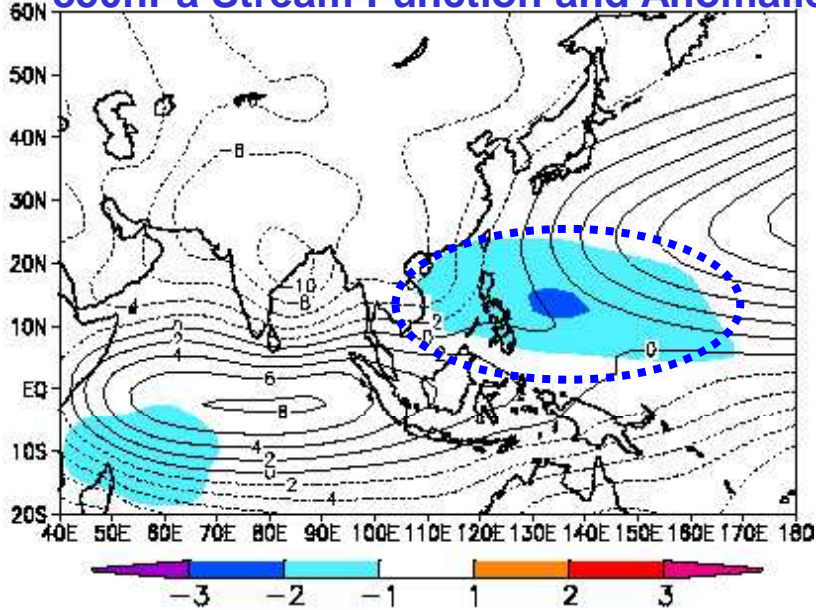 Stream Function and
60N
50N
40N
-8
30N
20N
-10
-4 -8
10N
0 2
2 0
4 0
6
EQ
8
10S
4
2
0 -2 -4
20S
40E 50E 60E 70E 80E 90E 100E 110E 120E 130E 140E 150E 160E 170E 180
-3 -2 -1 1 2 3